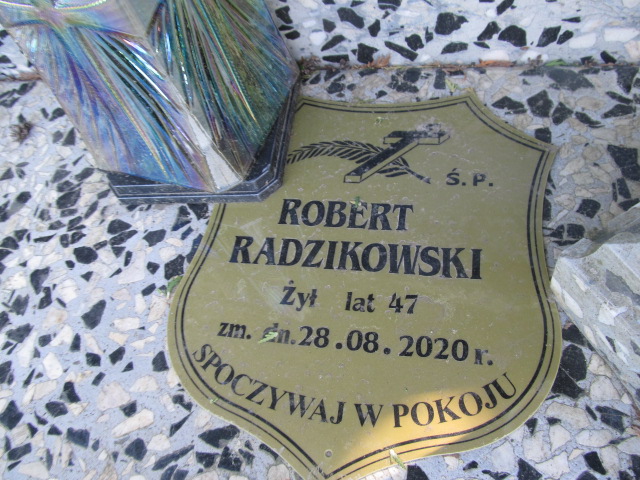 Ś.P.
ROBERT
RADZIKOWSKI
Żył lat 47
zm. dn. 28.08.2020 r.
SPOCZYWAJ W POKOJU